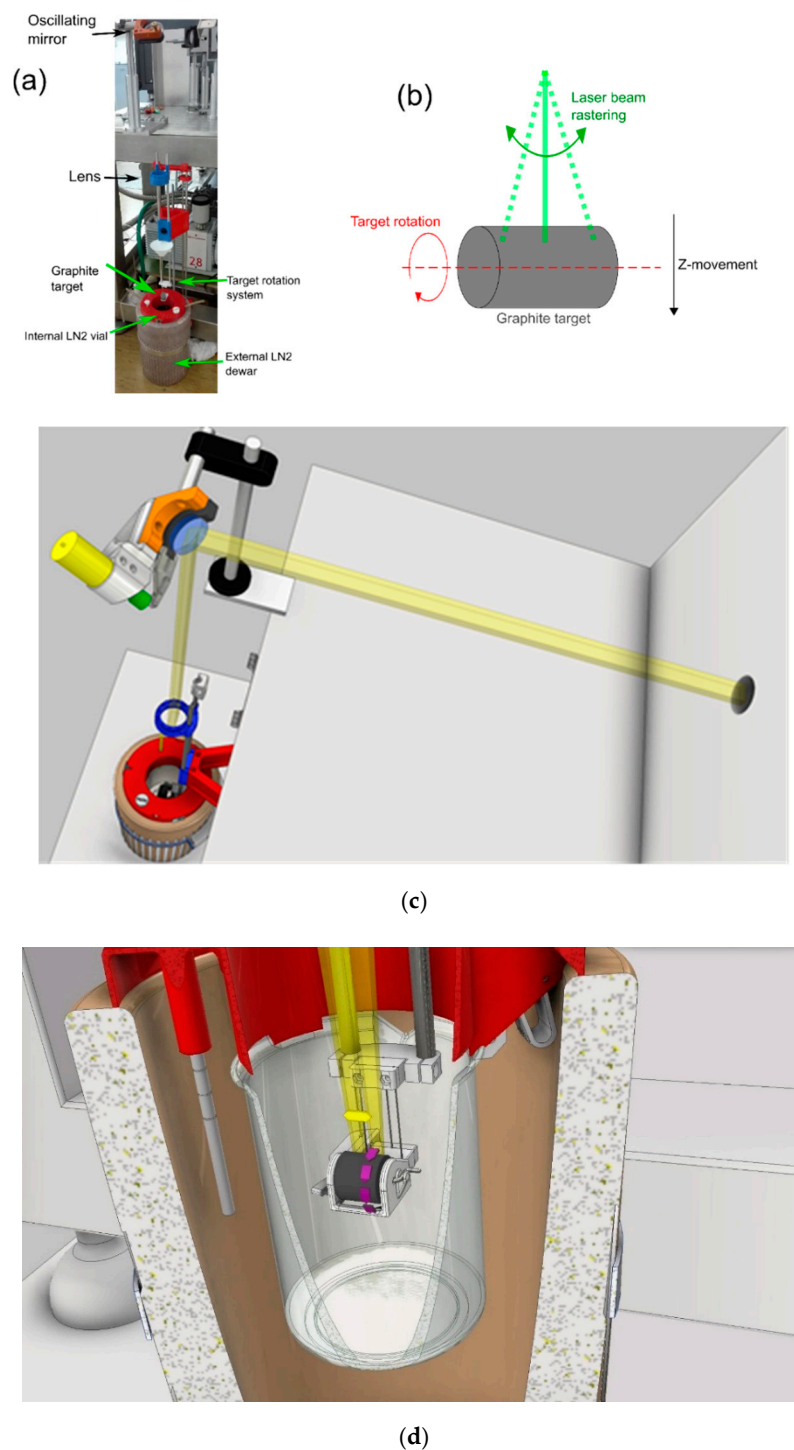 Oscillating
mirror
(a)
Lens
28
Graphite
target
Target rotation
system
Internal LN2 vial
External LN2
dewar
(b)
Laser beam
rastering
Target rotation
Z-movement
Graphite target
(c)
(d)